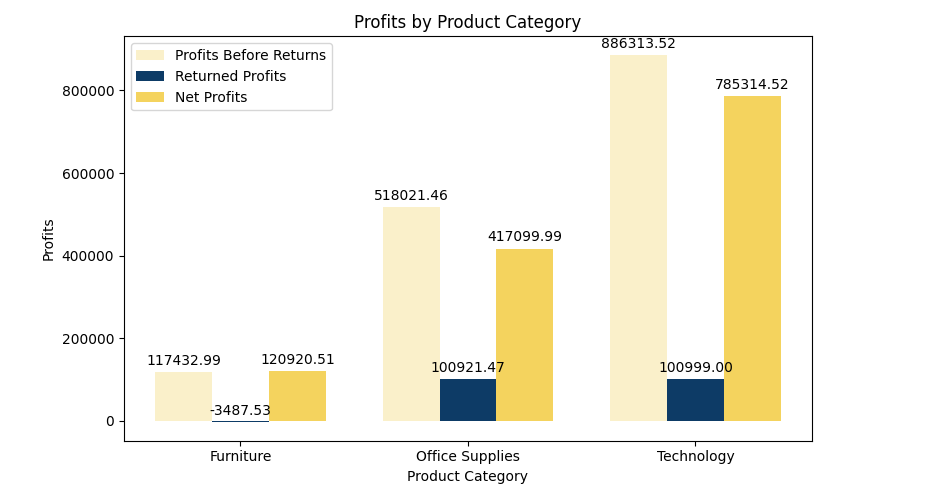 Profits by Product Category
Profits Before Returns
Returned Profits
Net Profits
Profits
800000
600000
400000
200000
0
117432.99
-3487.53
120920.51
518021.46
100921.47
417099.99
886313.52
100999.00
785314.52
Furniture
Office Supplies
Technology
Product Category